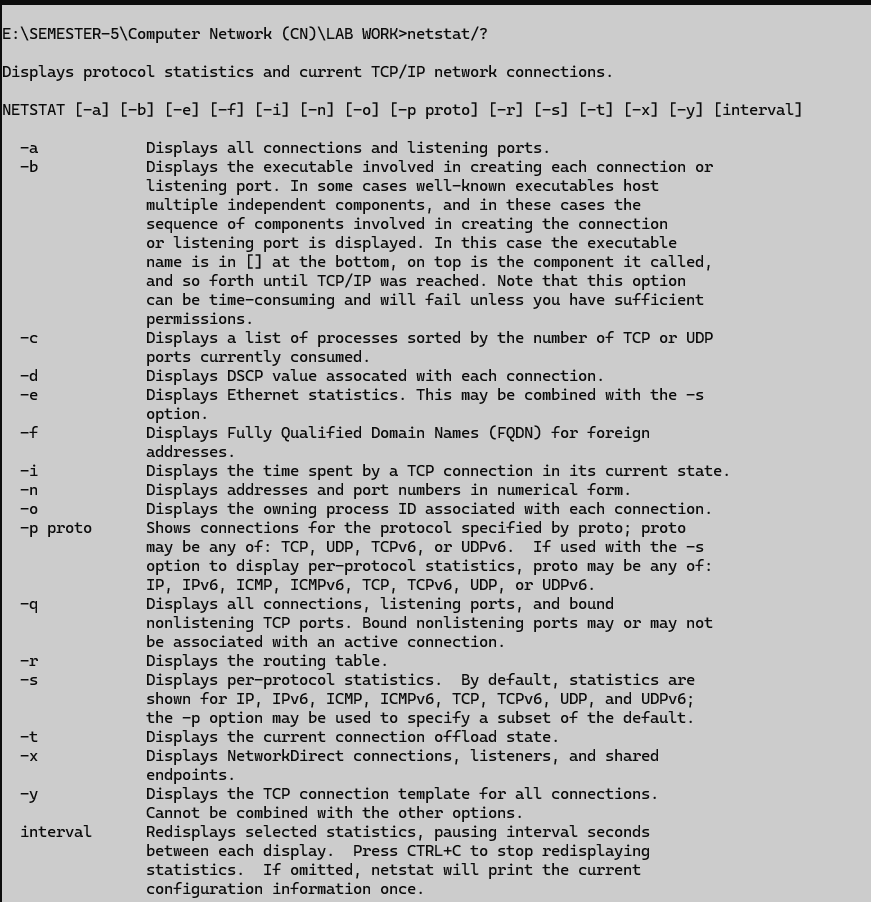 E:\SEMESTER-5\Computer Network (CN)\LAB WORK>netstat/?
Displays protocol statistics and current TCP/IP network connections.
NETSTAT [-a] [-b] [-e] [-f] [-i] [-n] [-o] [-p proto] [-r] [-s] [-t] [-x] [-y] [interval]
-a Displays all connections and listening ports.
-b Displays the executable involved in creating each connection or
listening port. In some cases well-known executables host
multiple independent components, and in these cases the
sequence of components involved in creating the connection
or listening port is displayed. In this case the executable
name is in [] at the bottom, on top is the component it called,
and so forth until TCP/IP was reached. Note that this option
can be time-consuming and will fail unless you have sufficient
permissions.
-c Displays a list of processes sorted by the number of TCP or UDP
ports currently consumed.
-d Displays DSCP value assocated with each connection.
-e Displays Ethernet statistics. This may be combined with the -s
option.
-f Displays Fully Qualified Domain Names (FQDN) for foreign
addresses.
-i Displays the time spent by a TCP connection in its current state.
-n Displays addresses and port numbers in numerical form.
-o Displays the owning process ID associated with each connection.
-p proto Shows connections for the protocol specified by proto; proto
may be any of: TCP, UDP, TCPv6, or UDPv6.  If used with the -s
option to display per-protocol statistics, proto may be any of:
IP, IPv6, ICMP, ICMPv6, TCP, TCPv6, UDP, or UDPv6.
-q Displays all connections, listening ports, and bound
nonlistening TCP ports. Bound nonlistening ports may or may not
be associated with an active connection.
-r Displays the routing table.
-s Displays per-protocol statistics.  By default, statistics are
shown for IP, IPv6, ICMP, ICMPv6, TCP, TCPv6, UDP, and UDPv6;
the -p option may be used to specify a subset of the default.
-t Displays the current connection offload state.
-x Displays NetworkDirect connections, listeners, and shared
endpoints.
-y Displays the TCP connection template for all connections.
Cannot be combined with the other options.
interval Redisplays selected statistics, pausing interval seconds
between each display.  Press CTRL+C to stop redisplaying
statistics.  If omitted, netstat will print the current
configuration information once.